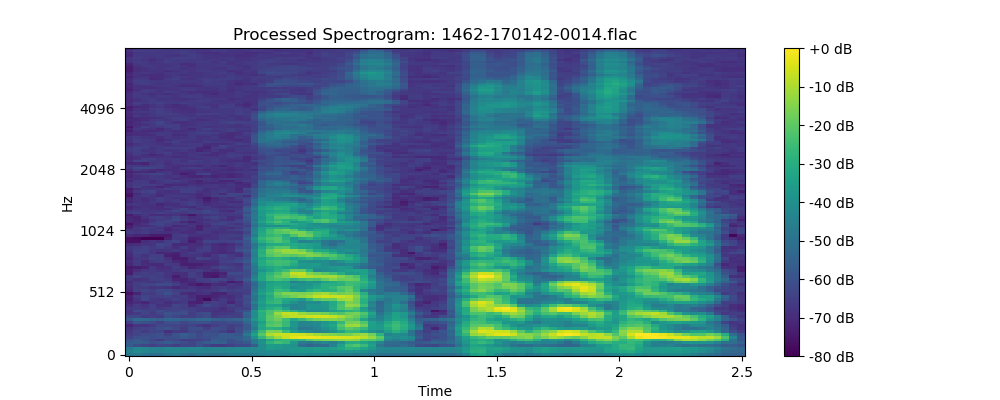 Processed Spectrogram: 1462-170142-0014.flac
+0 dB
-10 dB
4096
-20 dB
2048
-30 dB
Hz
-40 dB
1024
-50 dB
512
-60 dB
-70 dB
0
-80 dB
0 0.5 1 1.5 2 2.5
Time